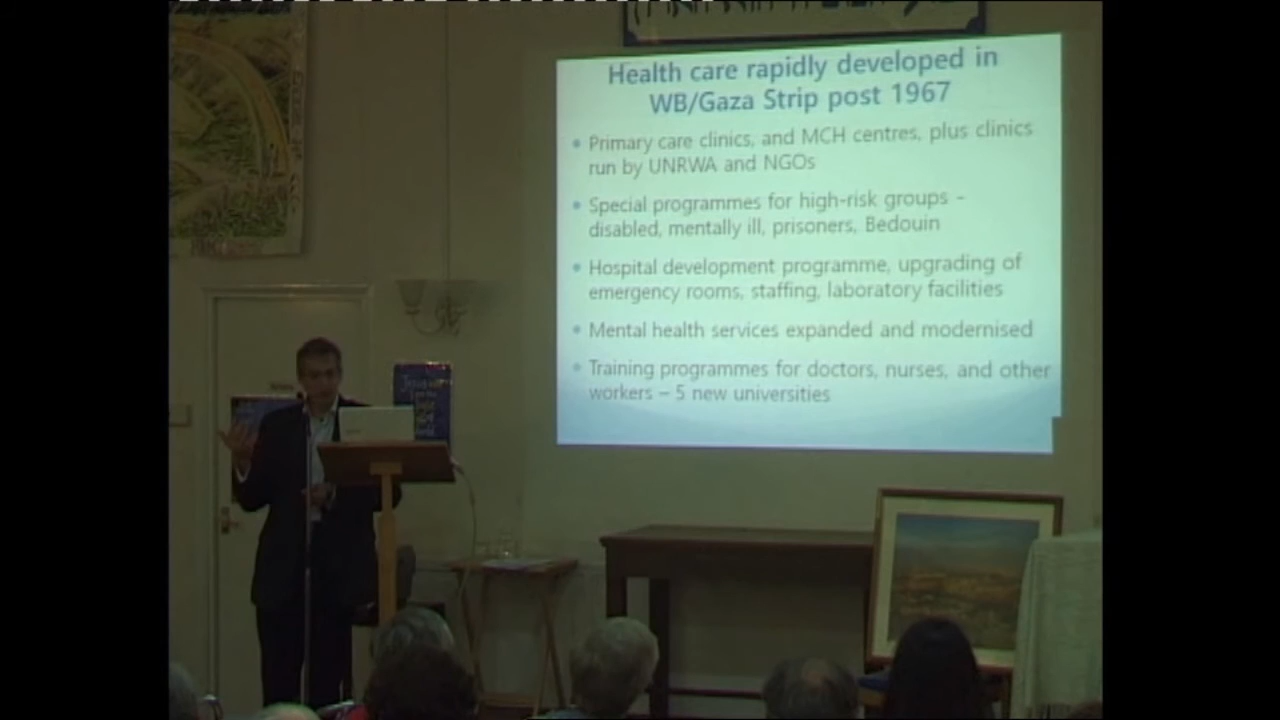 Health care rapidly developed in
WB/Gaza Strip post 1967
• Primary care clinics, and MCH centres, plus clinics
run by UNRWA and NGOs
• Special programmes for high-risk groups –
disabled, mentally ill, prisoners, Bedouin
• Hospital development programme, upgrading of
emergency rooms, staffing, laboratory facilities
• Mental health services expanded and modernised
• Training programmes for doctors, nurses, and other
workers – 5 new universities